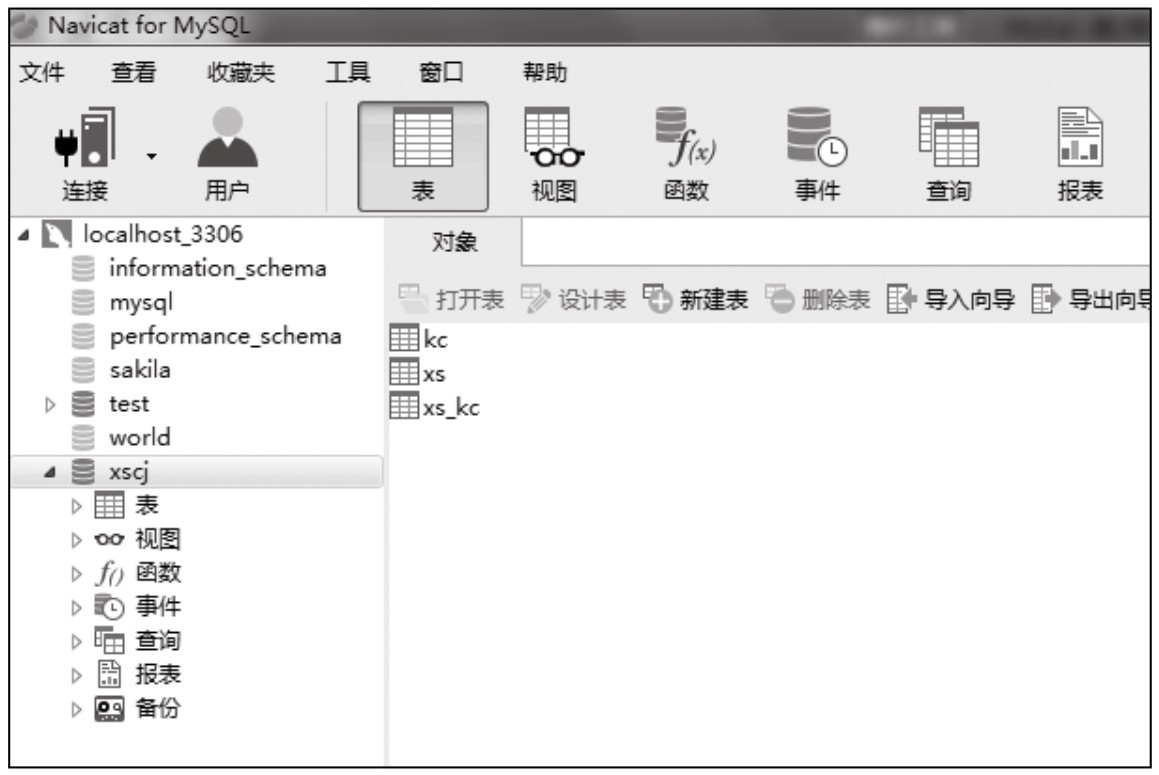 Navicat for MySQL
文件 查看 收藏夹 工具 窗口 帮助
连接 用户 表 视图 函数 事件 查询 报表
localhost_3306
information_schema
mysql
performance_schema
sakila
test
world
xscj
表
视图
函数
事件
查询
报表
备份
对象
打开表 设计表 新建表 删除表 导入向导 导出向导
kc
xs
xs_kc